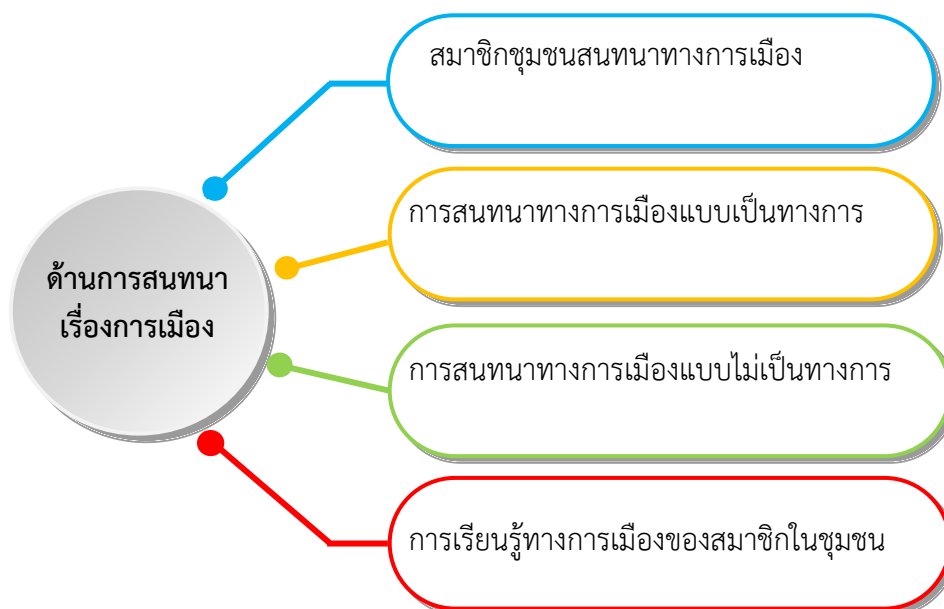 ด้านการสนทนา
เรื่องการเมือง
สมาชิกชุมชนสนทนาทางการเมือง
การสนทนาทางการเมืองแบบเป็นทางการ
การสนทนาทางการเมืองแบบไม่เป็นทางการ
การเรียนรู้ทางการเมืองของสมาชิกในชุมชน